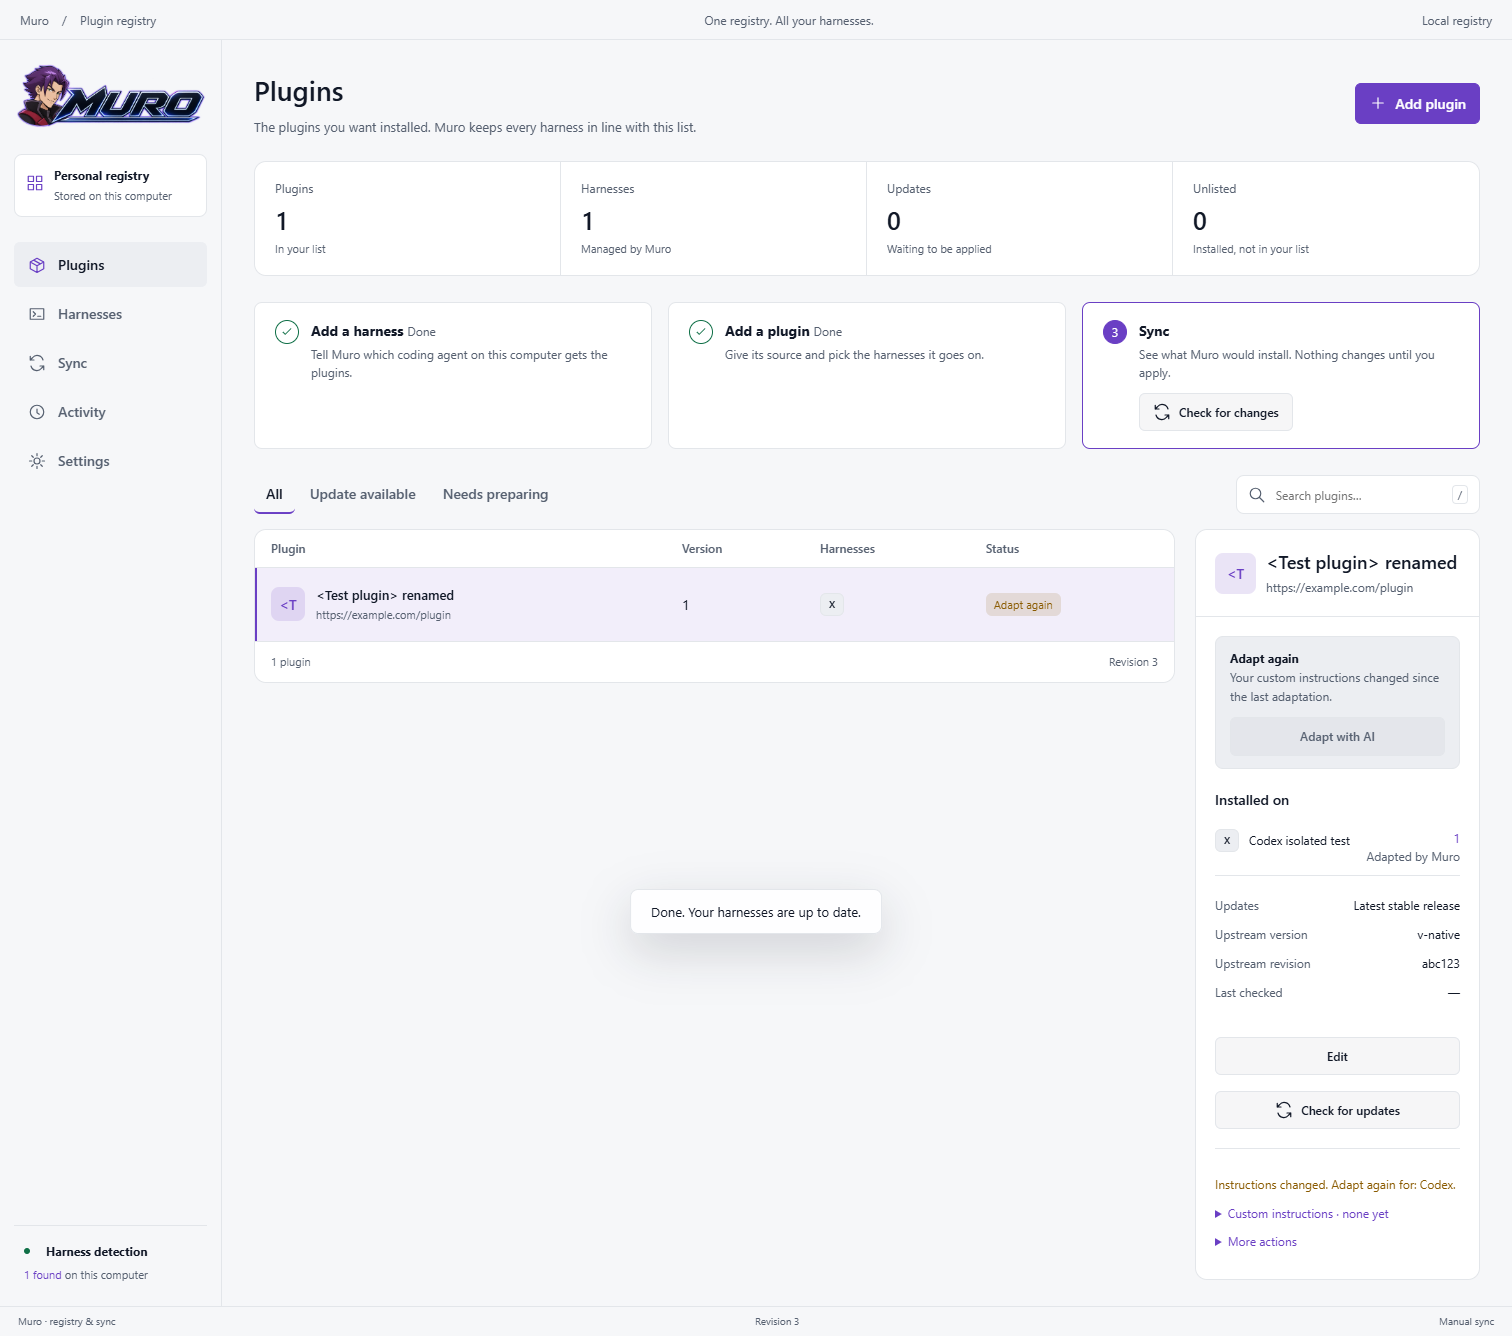 Muro / Plugin registry
One registry. All your harnesses.
Local registry
MURO
Personal registry
Stored on this computer
Plugins
Harnesses
Sync
Activity
Settings
Harness detection
1 found on this computer
Plugins
The plugins you want installed. Muro keeps every harness in line with this list.
Add plugin
Plugins
1
In your list
Harnesses
1
Managed by Muro
Updates
0
Waiting to be applied
Unlisted
0
Installed, not in your list
Add a harness Done
Tell Muro which coding agent on this computer gets the
plugins.
Add a plugin Done
Give its source and pick the harnesses it goes on.
3 Sync
See what Muro would install. Nothing changes until you
apply.
Check for changes
All Update available Needs preparing
Search plugins... /
Plugin Version Harnesses Status
<T <Test plugin> renamed
https://example.com/plugin
1 X Adapt again
1 plugin Revision 3
<T <Test plugin> renamed
https://example.com/plugin
Adapt again
Your custom instructions changed since
the last adaptation.
Adapt with AI
Installed on
X Codex isolated test 1
Adapted by Muro
Updates Latest stable release
Upstream version v-native
Upstream revision abc123
Last checked —
Edit
Check for updates
Instructions changed. Adapt again for: Codex.
Custom instructions · none yet
More actions
Done. Your harnesses are up to date.
Muro · registry & sync
Revision 3
Manual sync